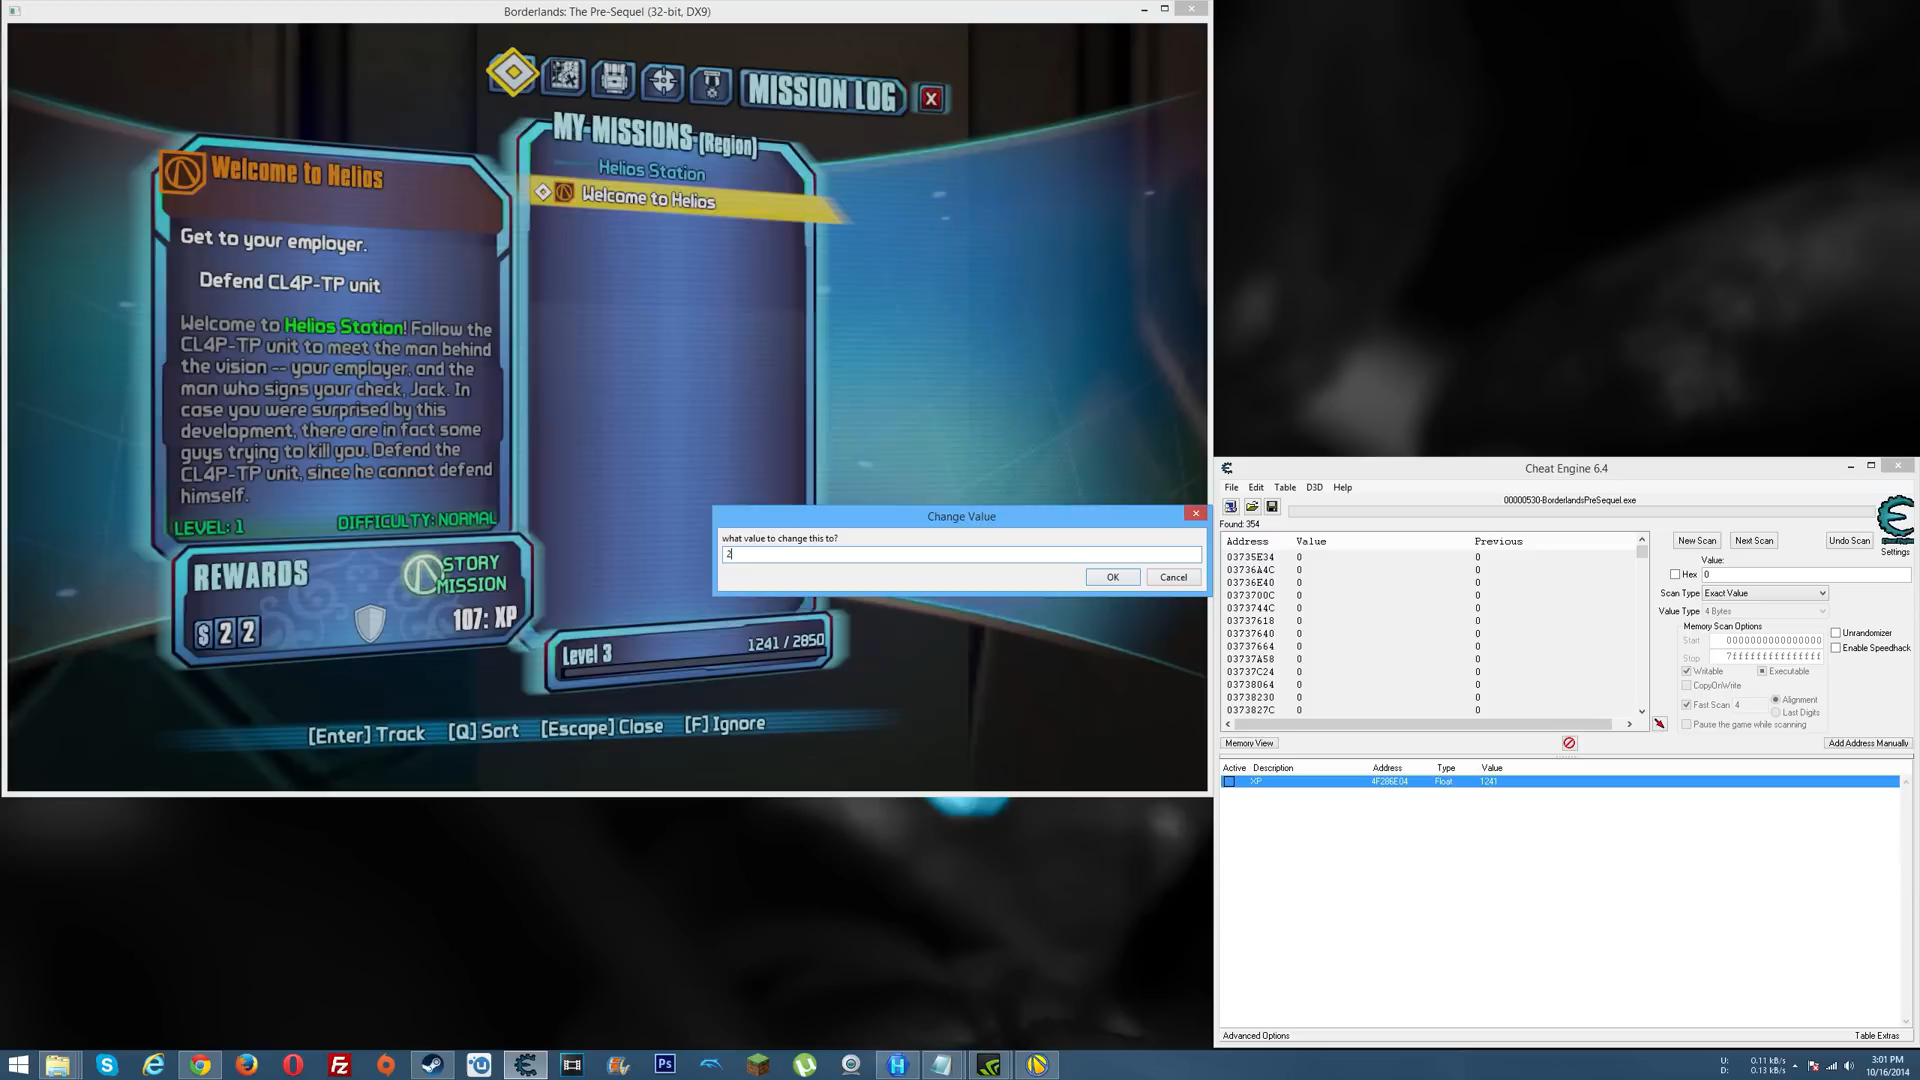 Borderlands: The Pre-Sequel (32-bit, DX9)
MISSION LOG
X
Welcome to Helios
Get to your employer.
Defend CL4P-TP unit
Welcome to Helios Station! Follow the
CL4P-TP unit to meet the man behind
the vision -- your employer, and the
man who signs your check, Jack. In
case you were surprised by this
development, there are in fact some
guys trying to kill you. Defend the
CL4P-TP unit, since he cannot defend
himself.
LEVEL: 1
DIFFICULTY: NORMAL
REWARDS
STORY
MISSION
107: XP
$ 2 2
MY MISSIONS (Region)
Helios Station
Welcome to Helios
Level 3
1241 / 2850
[Enter] Track [Q] Sort [Escape] Close [F] Ignore
Change Value
what value to change this to?
2
OK
Cancel
Cheat Engine 6.4
File Edit Table D3D Help
00000530-BorderlandsPreSequel.exe
Found: 354
Settings
Address Value Previous
03735E34 0 0
03736A4C 0 0
03736E40 0 0
0373700C 0 0
0373744C 0 0
03737618 0 0
03737640 0 0
03737664 0 0
03737A58 0 0
03737C24 0 0
03738064 0 0
03738230 0 0
0373827C 0 0
New Scan
Next Scan
Undo Scan
Value:
Hex
0
Scan Type
Exact Value
Value Type
4 Bytes
Memory Scan Options
Start
0000000000000000
Stop
7fffffffffffffff
Writable
Executable
CopyOnWrite
Fast Scan 4
Alignment
Last Digits
Pause the game while scanning
Unrandomizer
Enable Speedhack
Memory View
Add Address Manually
Active Description Address Type Value
XP 4F286E04 Float 1241
Advanced Options
Table Extras
U: 0.11 kB/s
D: 0.13 kB/s
3:01 PM
10/16/2014